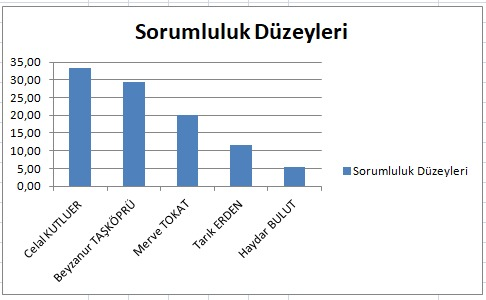 Sorumluluk Düzeyleri
35,00
30,00
25,00
20,00
15,00
10,00
5,00
0,00
Celal KUTLUER
Beyzanur TAŞKÖPRÜ
Merve TOKAT
Tarık ERDEN
Haydar BULUT
Sorumluluk Düzeyleri